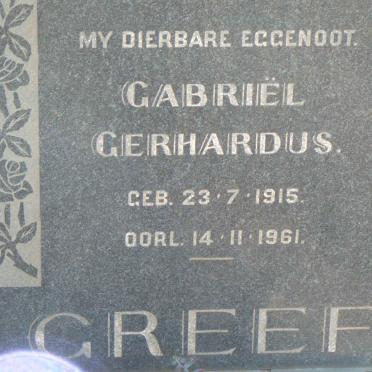 MY DIERBARE EGGENOOT.
GABRIËL
GERHARDUS.
GEB. 23·7·1915.
OORL. 14·11·1961.
GREEF